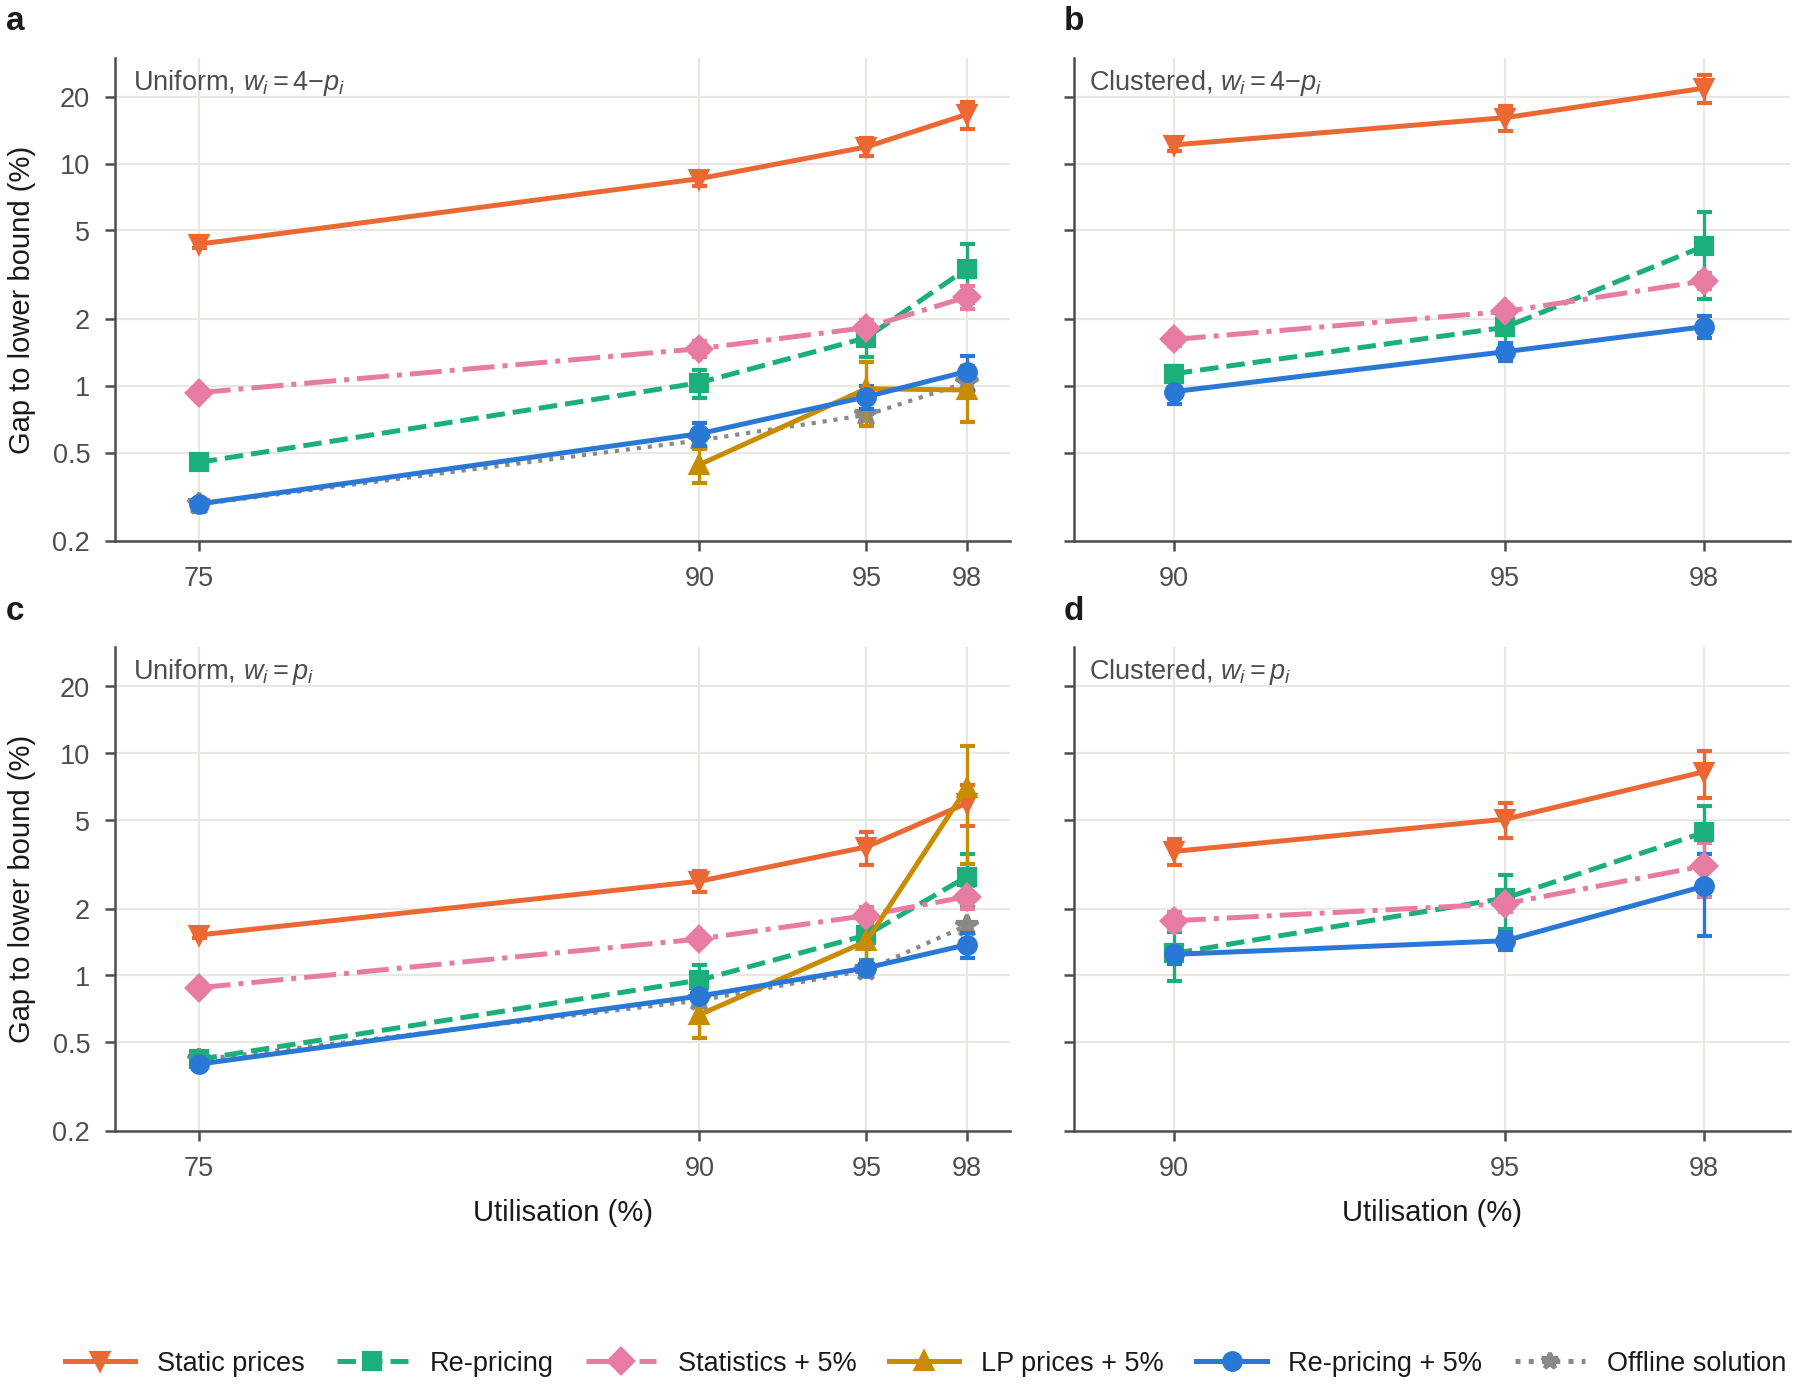 a
Uniform, wᵢ = 4−pᵢ
Gap to lower bound (%)
20
10
5
2
1
0.5
0.2
75 90 95 98
b
Clustered, wᵢ = 4−pᵢ
90 95 98
c
Uniform, wᵢ = pᵢ
Gap to lower bound (%)
20
10
5
2
1
0.5
0.2
75 90 95 98
Utilisation (%)
d
Clustered, wᵢ = pᵢ
90 95 98
Utilisation (%)
Static prices Re-pricing Statistics + 5% LP prices + 5% Re-pricing + 5% Offline solution